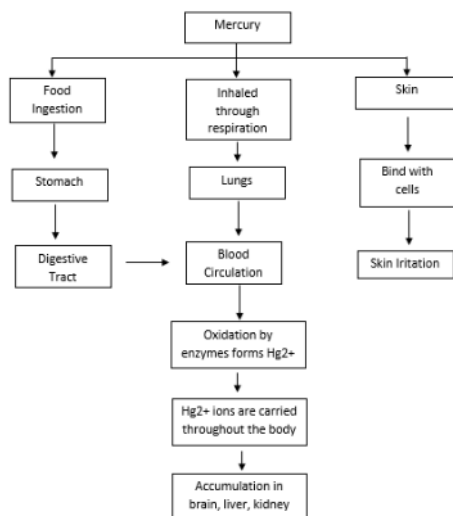 Mercury
Food
Ingestion
Inhaled
through
respiration
Skin
Stomach
Lungs
Bind with
cells
Digestive
Tract
Blood
Circulation
Skin Iritation
Oxidation by
enzymes forms Hg2+
Hg2+ ions are carried
throughout the body
Accumulation in
brain, liver, kidney